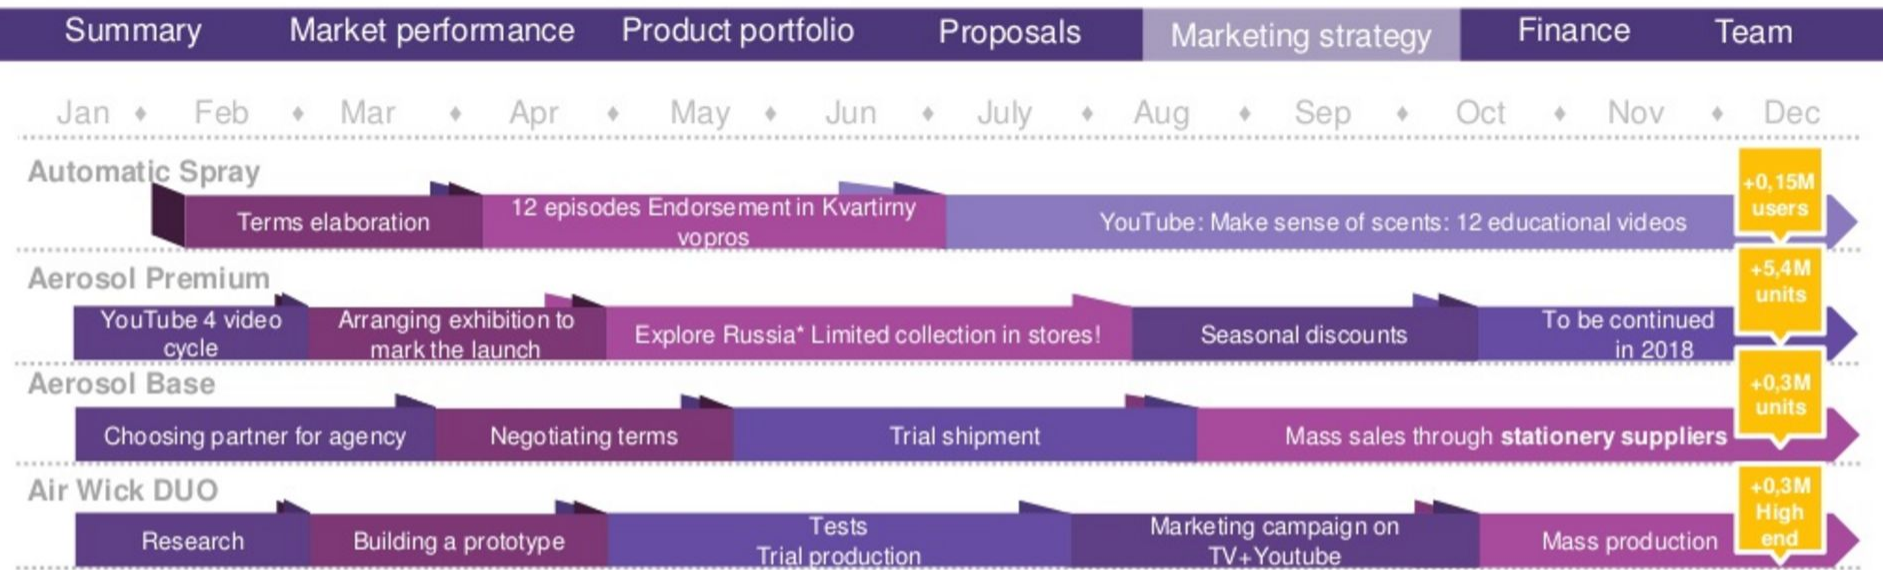 Summary Market performance Product portfolio Proposals Marketing strategy Finance Team
Jan Feb Mar Apr May Jun July Aug Sep Oct Nov Dec
Automatic Spray
Terms elaboration
12 episodes Endorsement in Kvartirny
vopros
YouTube: Make sense of scents: 12 educational videos
+0,15M
users
Aerosol Premium
YouTube 4 video
cycle
Arranging exhibition to
mark the launch
Explore Russia* Limited collection in stores!
Seasonal discounts
To be continued
in 2018
+5,4M
units
Aerosol Base
Choosing partner for agency
Negotiating terms
Trial shipment
Mass sales through stationery suppliers
+0,3M
units
Air Wick DUO
Research
Building a prototype
Tests
Trial production
Marketing campaign on
TV+Youtube
Mass production
+0,3M
High
end